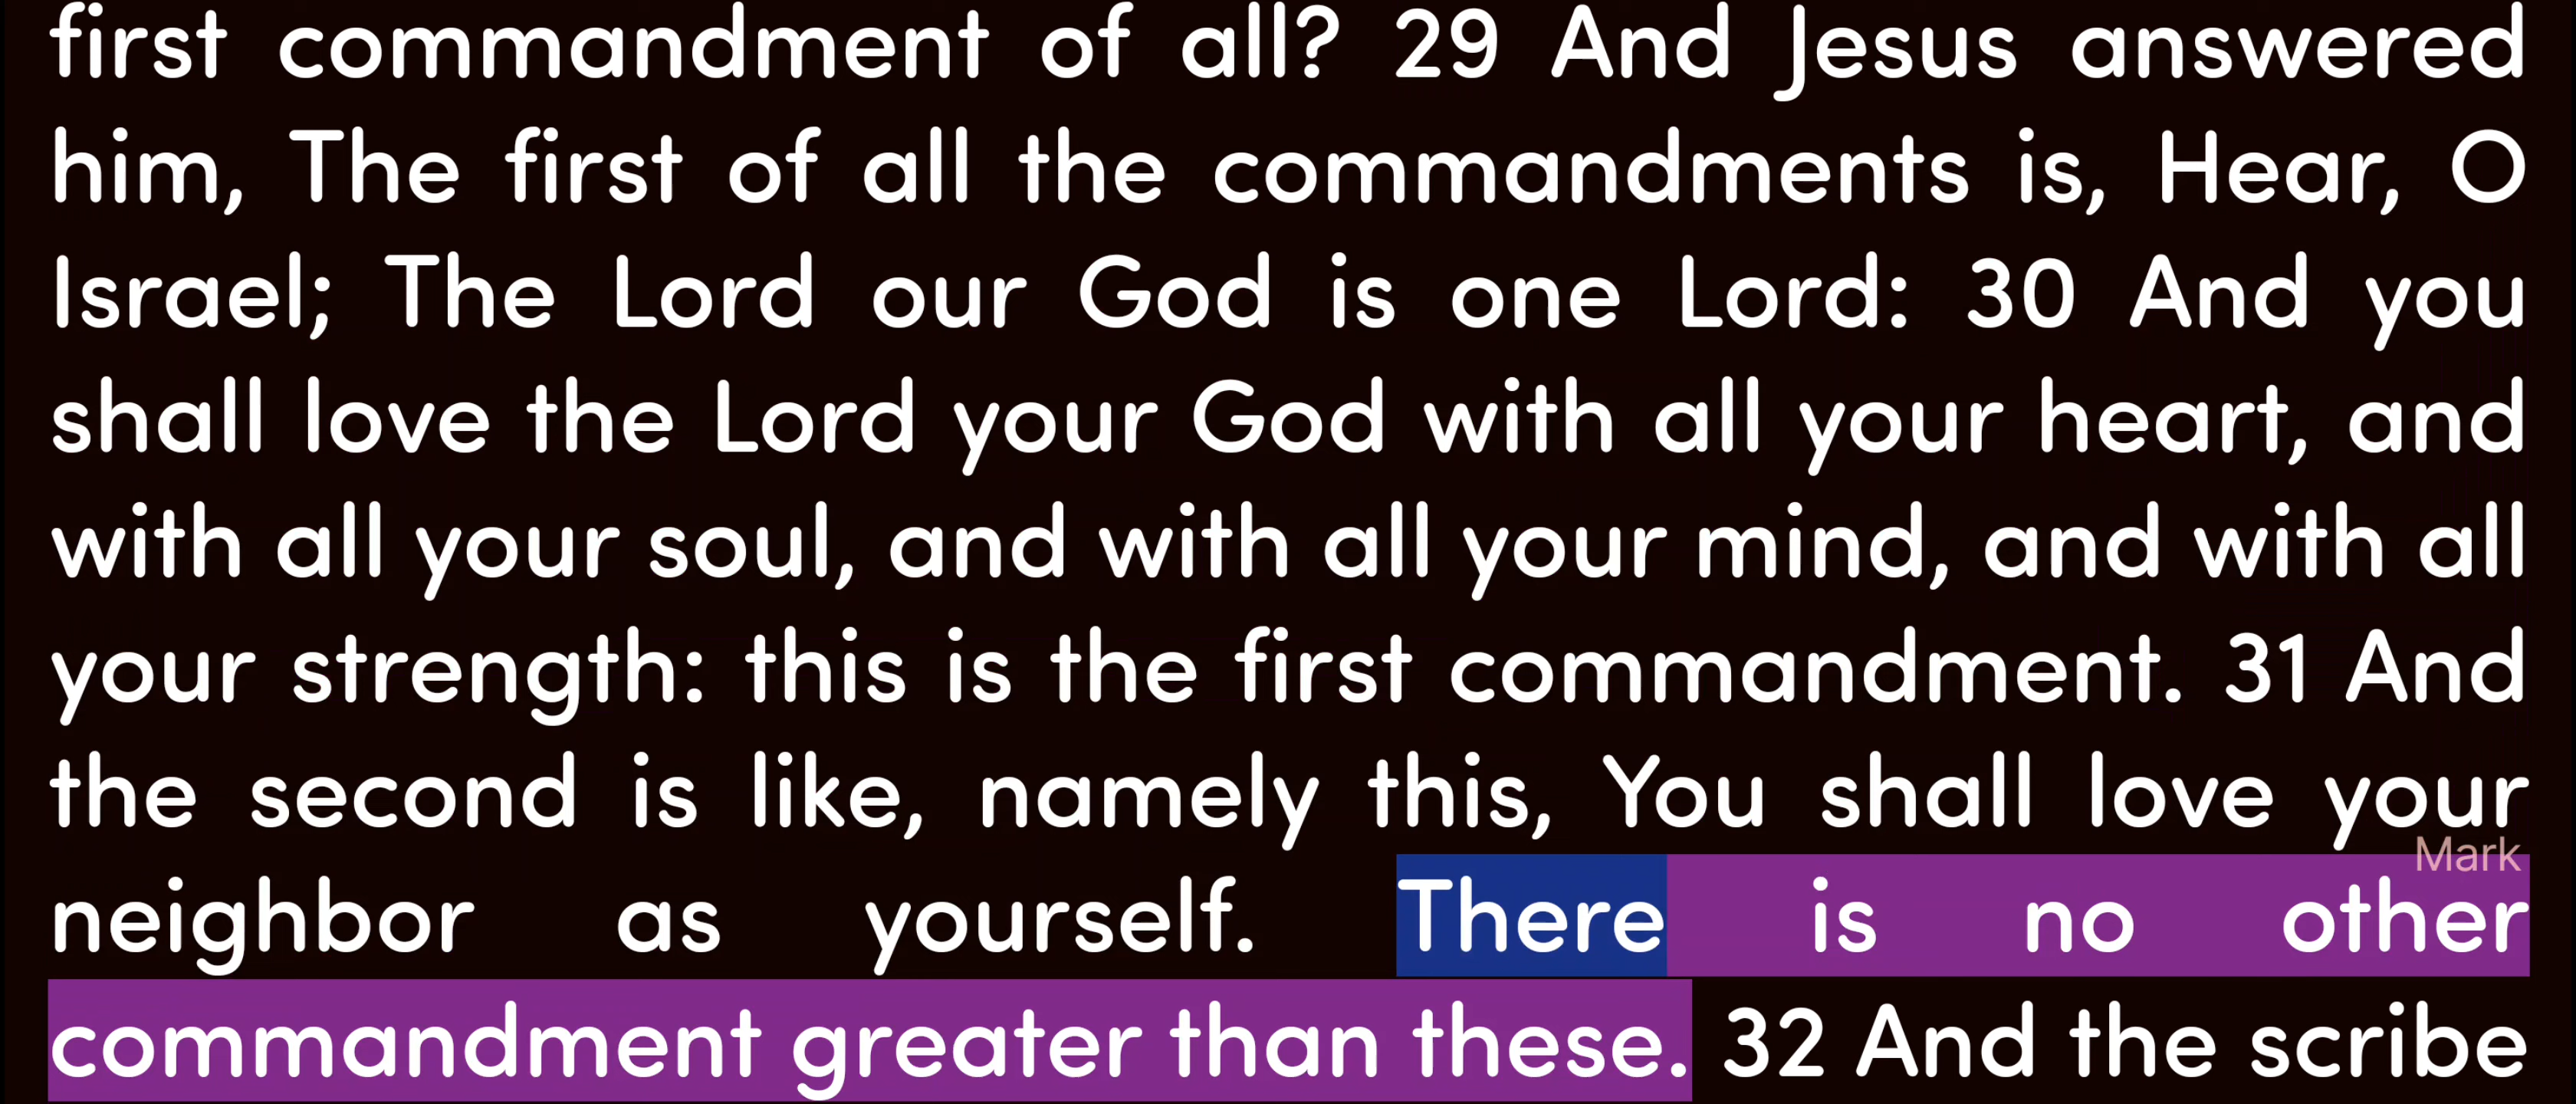 first commandment of all? 29 And Jesus answered
him, The first of all the commandments is, Hear, O
Israel; The Lord our God is one Lord: 30 And you
shall love the Lord your God with all your heart, and
with all your soul, and with all your mind, and with all
your strength: this is the first commandment. 31 And
the second is like, namely this, You shall love your
Mark
neighbor as yourself. There is no other
commandment greater than these. 32 And the scribe